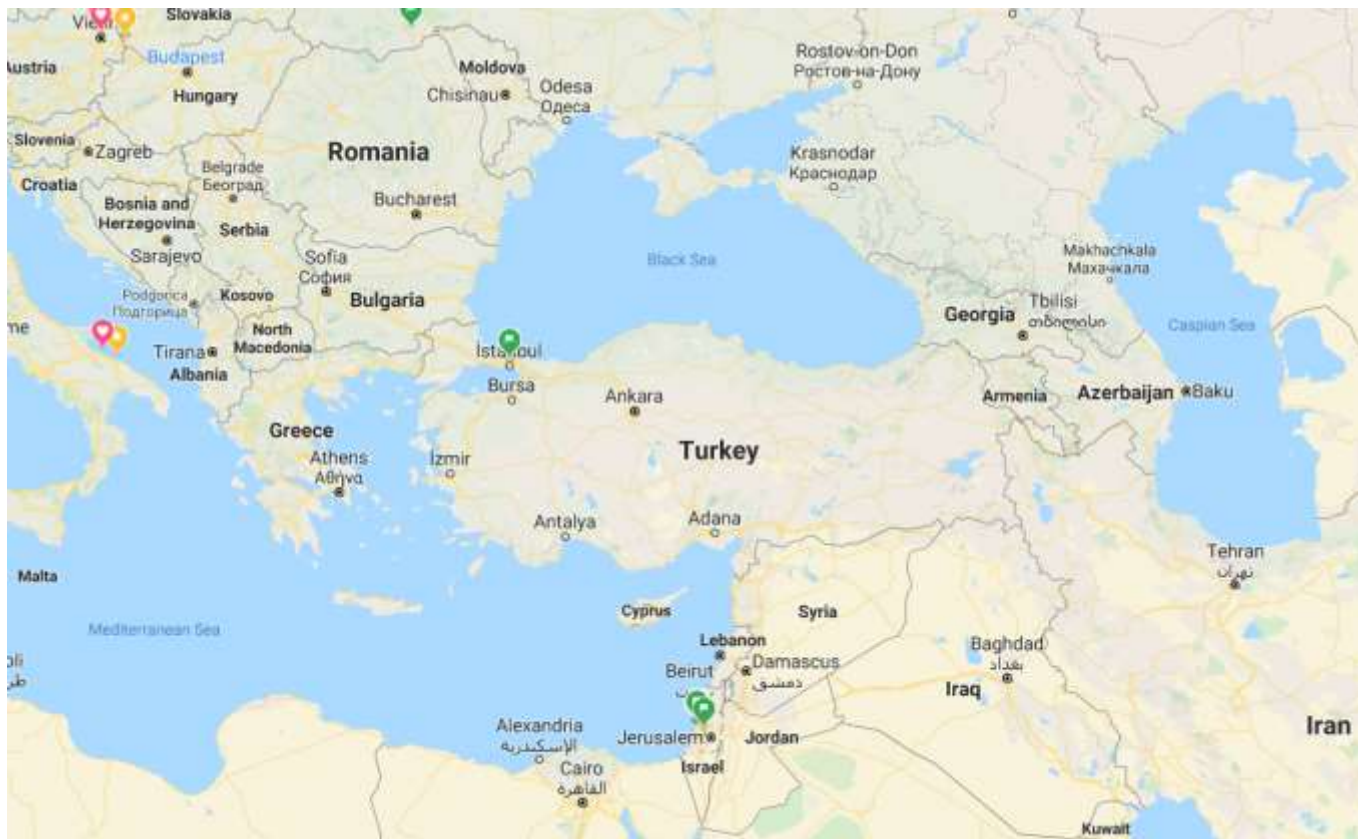 Slovakia
Austria
Budapest
Hungary
Moldova
Chisinau
Odesa
Одеса
Rostov-on-Don
Ростов-на-Дону
Slovenia
Zagreb
Croatia
Romania
Belgrade
Београд
Bosnia and
Herzegovina
Sarajevo
Serbia
Bucharest
Krasnodar
Краснодар
Sofia
София
Bulgaria
Black Sea
Makhachkala
Махачкала
Podgorica
Подгорица
Kosovo
Georgia
Tbilisi
თბილისი
Caspian Sea
North
Macedonia
Tirana
Albania
Istanbul
Bursa
Ankara
Armenia
Azerbaijan
Baku
Greece
Athens
Αθήνα
İzmir
Turkey
Antalya
Adana
Tehran
تهران
Malta
Cyprus
Syria
Mediterranean Sea
Lebanon
Beirut
Damascus
دمشق
Baghdad
بغداد
Iraq
Iran
Alexandria
الإسكندرية
Jerusalem
Jordan
Israel
Cairo
القاهرة
Kuwait